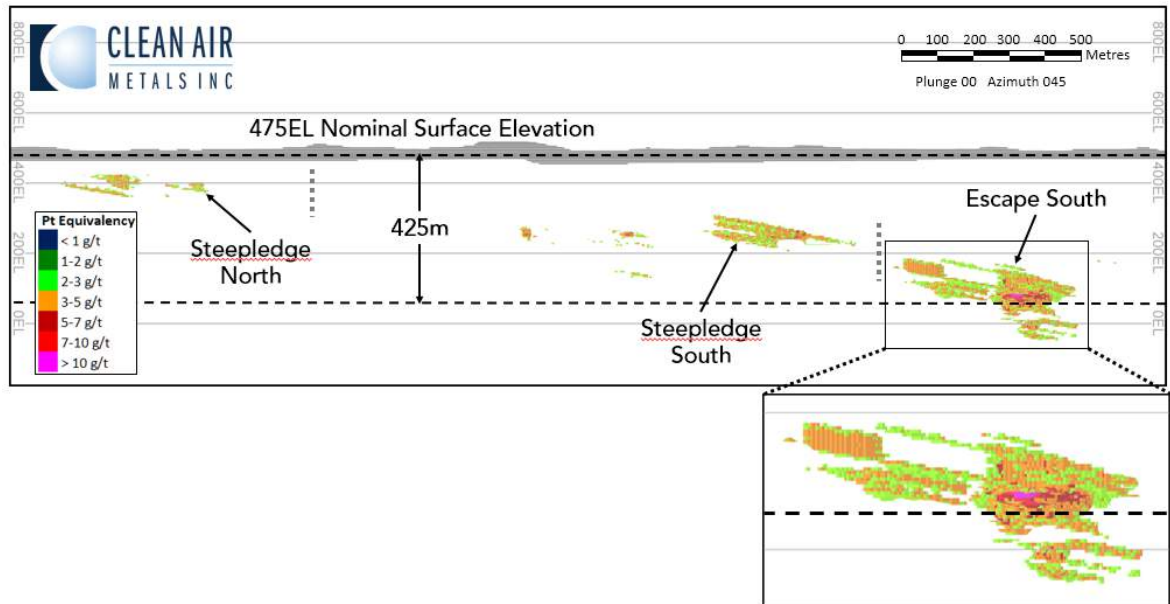 CLEAN AIR
METALS INC
0 100 200 300 400 500
Metres
Plunge 00 Azimuth 045
800EL
800EL
600EL
600EL
475EL Nominal Surface Elevation
400EL
400EL
Escape South
425m
Steepledge
North
200EL
200EL
Steepledge
South
0EL
0EL
Pt Equivalency
< 1 g/t
1-2 g/t
2-3 g/t
3-5 g/t
5-7 g/t
7-10 g/t
> 10 g/t